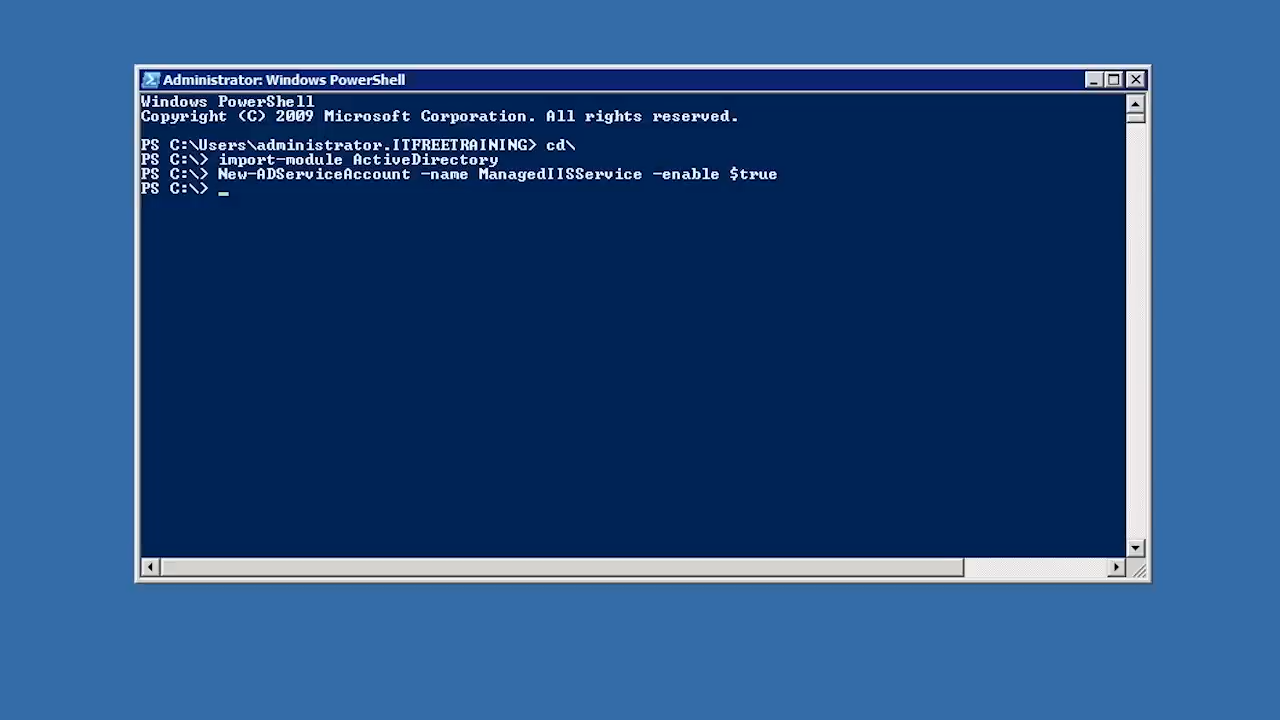 Administrator: Windows PowerShell
Windows PowerShell
Copyright (C) 2009 Microsoft Corporation. All rights reserved.
PS C:\Users\administrator.ITFREETRAINING> cd\
PS C:\> import-module ActiveDirectory
PS C:\> New-ADServiceAccount -name ManagedIISService -enable $true
PS C:\> _